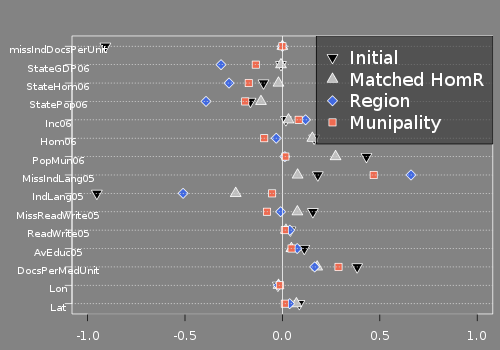 missIndDocsPerUnit
StateGDP06
StateHom06
StatePop06
Inc06
Hom06
PopMun06
MissIndLang05
IndLang05
MissReadWrite05
ReadWrite05
AvEduc05
DocsPerMedUnit
Lon
Lat
Initial
Matched HomR
Region
Munipality
-1.0 -0.5 0.0 0.5 1.0